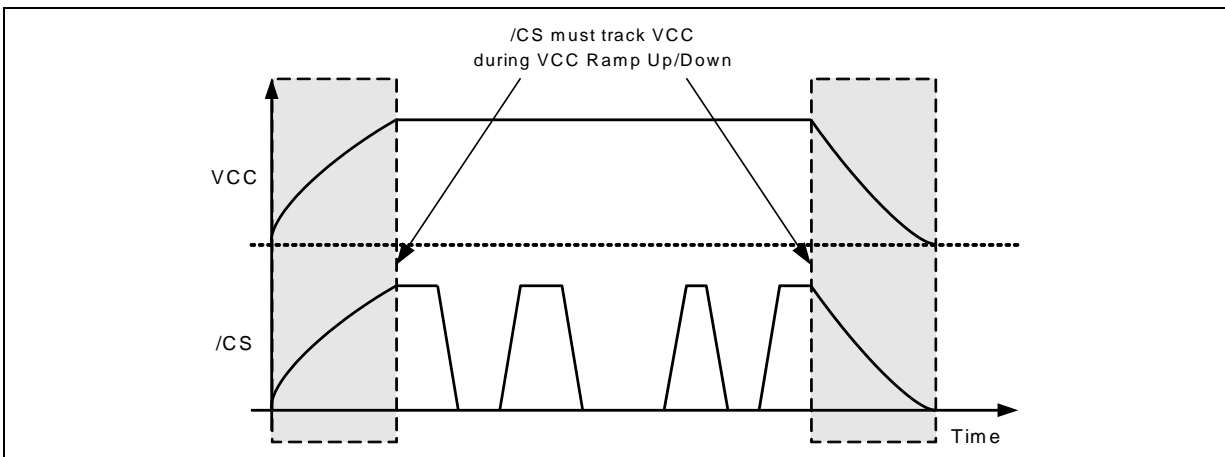 /CS must track VCC
during VCC Ramp Up/Down
VCC
/CS
Time